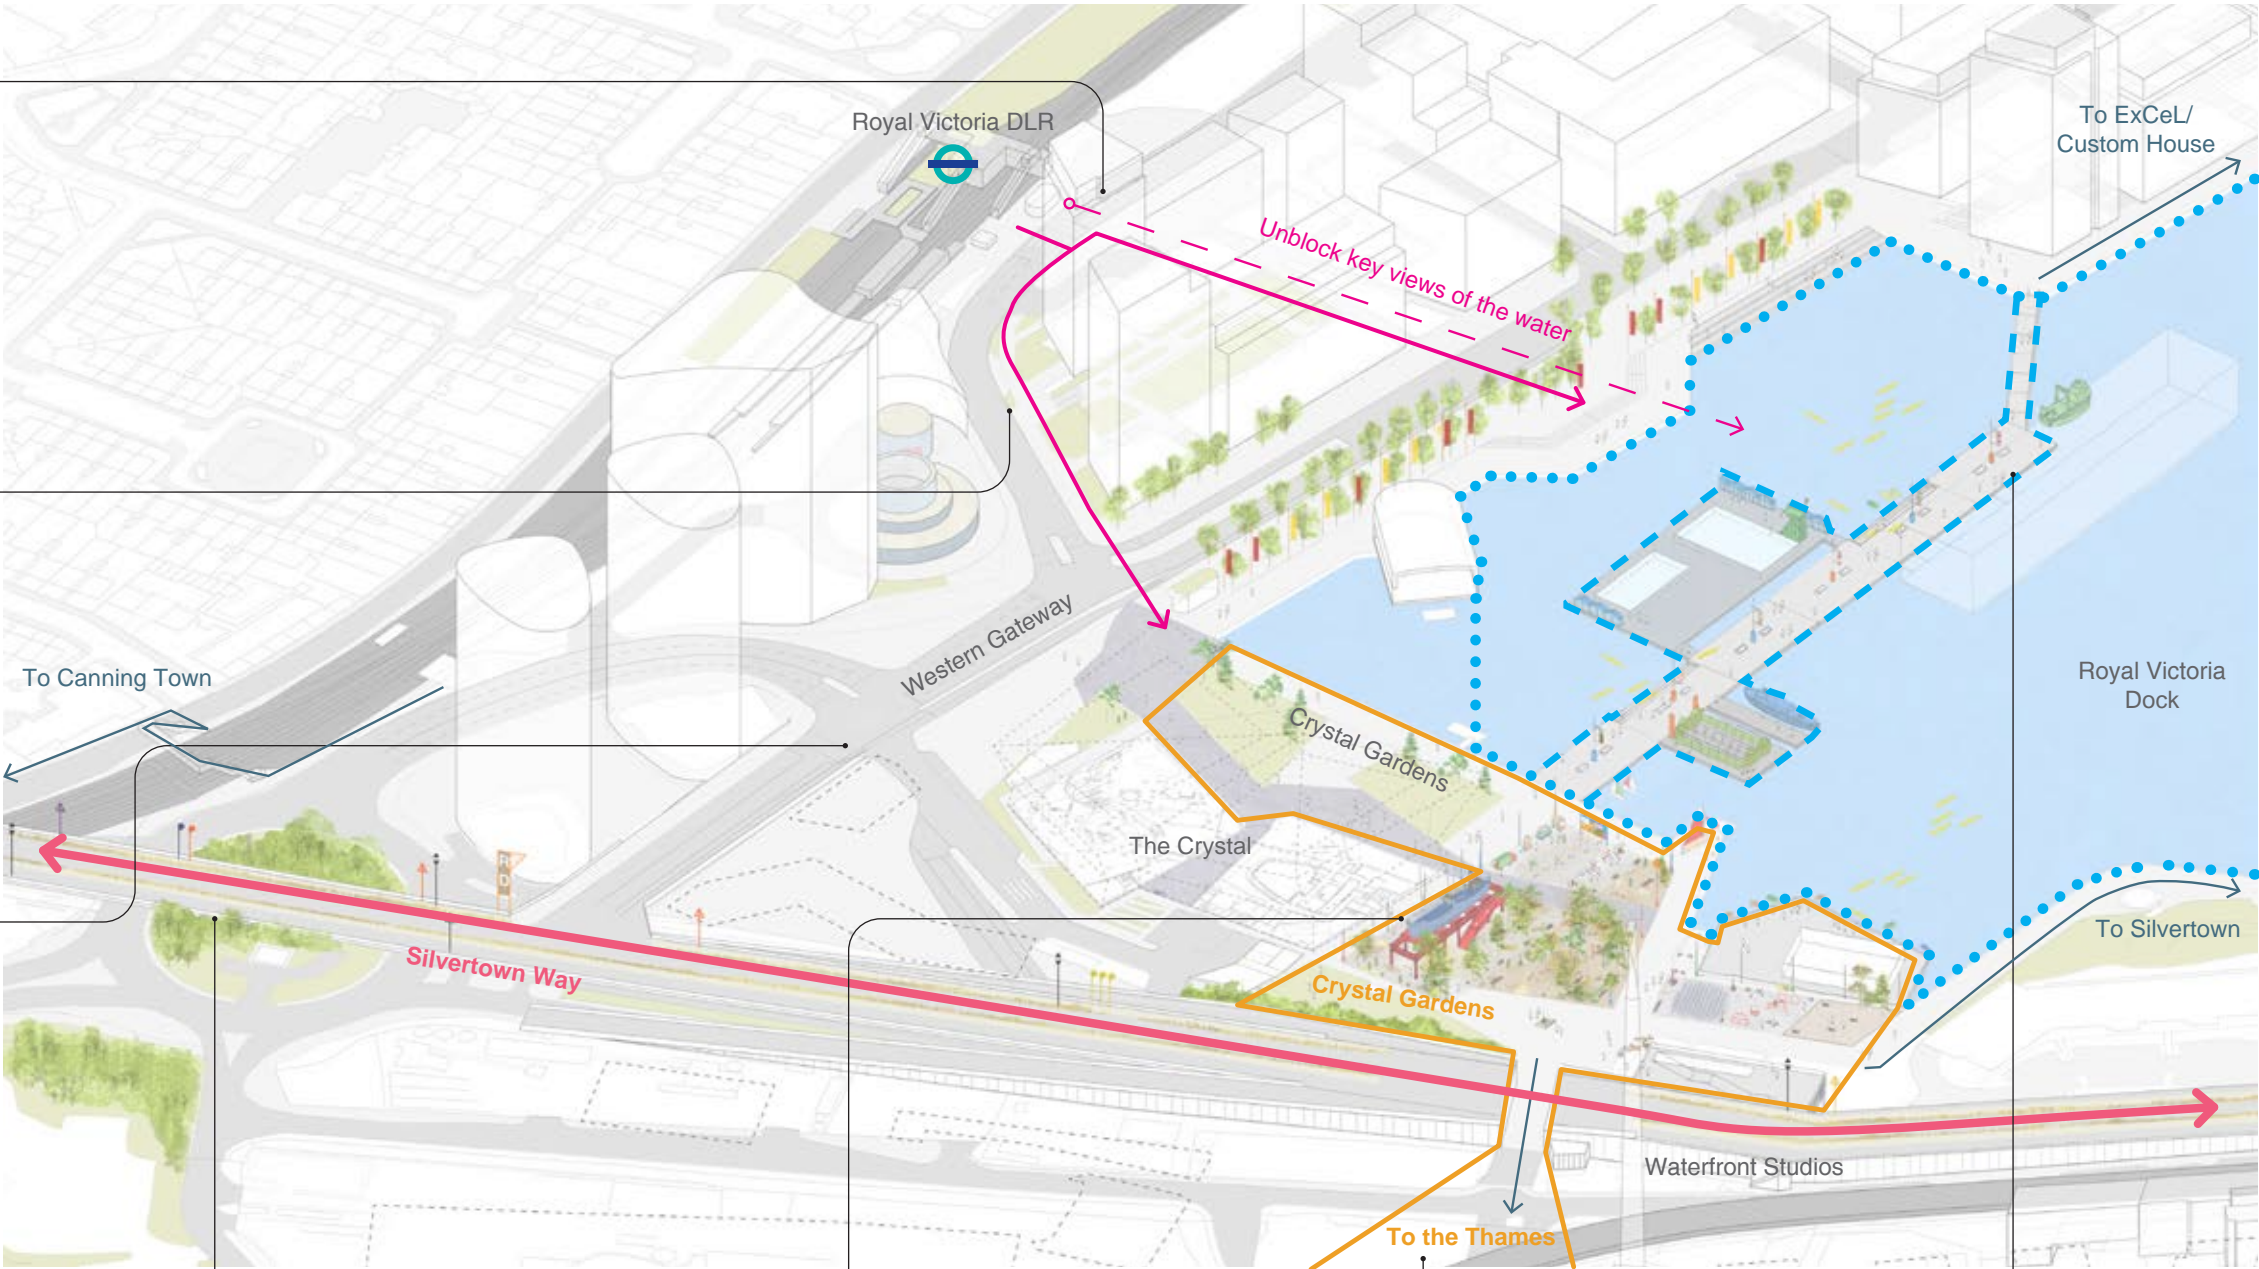 Royal Victoria DLR
To ExCeL/
Custom House
Unblock key views of the water
Western Gateway
To Canning Town
Royal Victoria
Dock
Crystal Gardens
The Crystal
To Silvertown
Silvertown Way
Crystal Gardens
Waterfront Studios
To the Thames